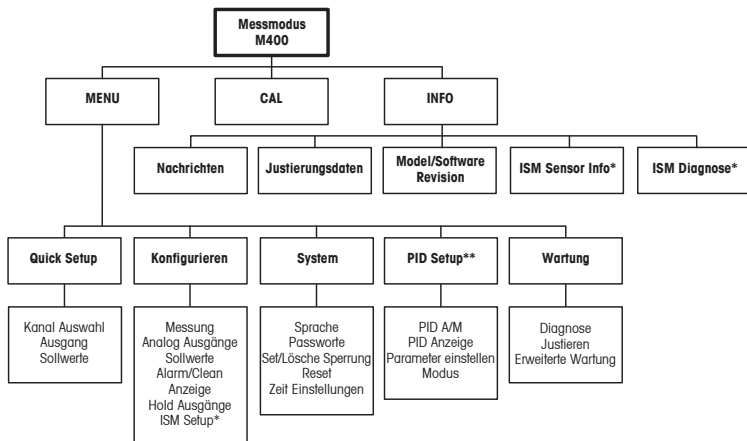 Messmodus
M400
MENU
CAL
INFO
Nachrichten
Justierungsdaten
Model/Software
Revision
ISM Sensor Info*
ISM Diagnose*
Quick Setup
Konfigurieren
System
PID Setup**
Wartung
Kanal Auswahl
Ausgang
Sollwerte
Messung
Analog Ausgänge
Sollwerte
Alarm/Clean
Anzeige
Hold Ausgänge
ISM Setup*
Sprache
Passworte
Set/Lösche Sperrung
Reset
Zeit Einstellungen
PID A/M
PID Anzeige
Parameter einstellen
Modus
Diagnose
Justieren
Erweiterte Wartung